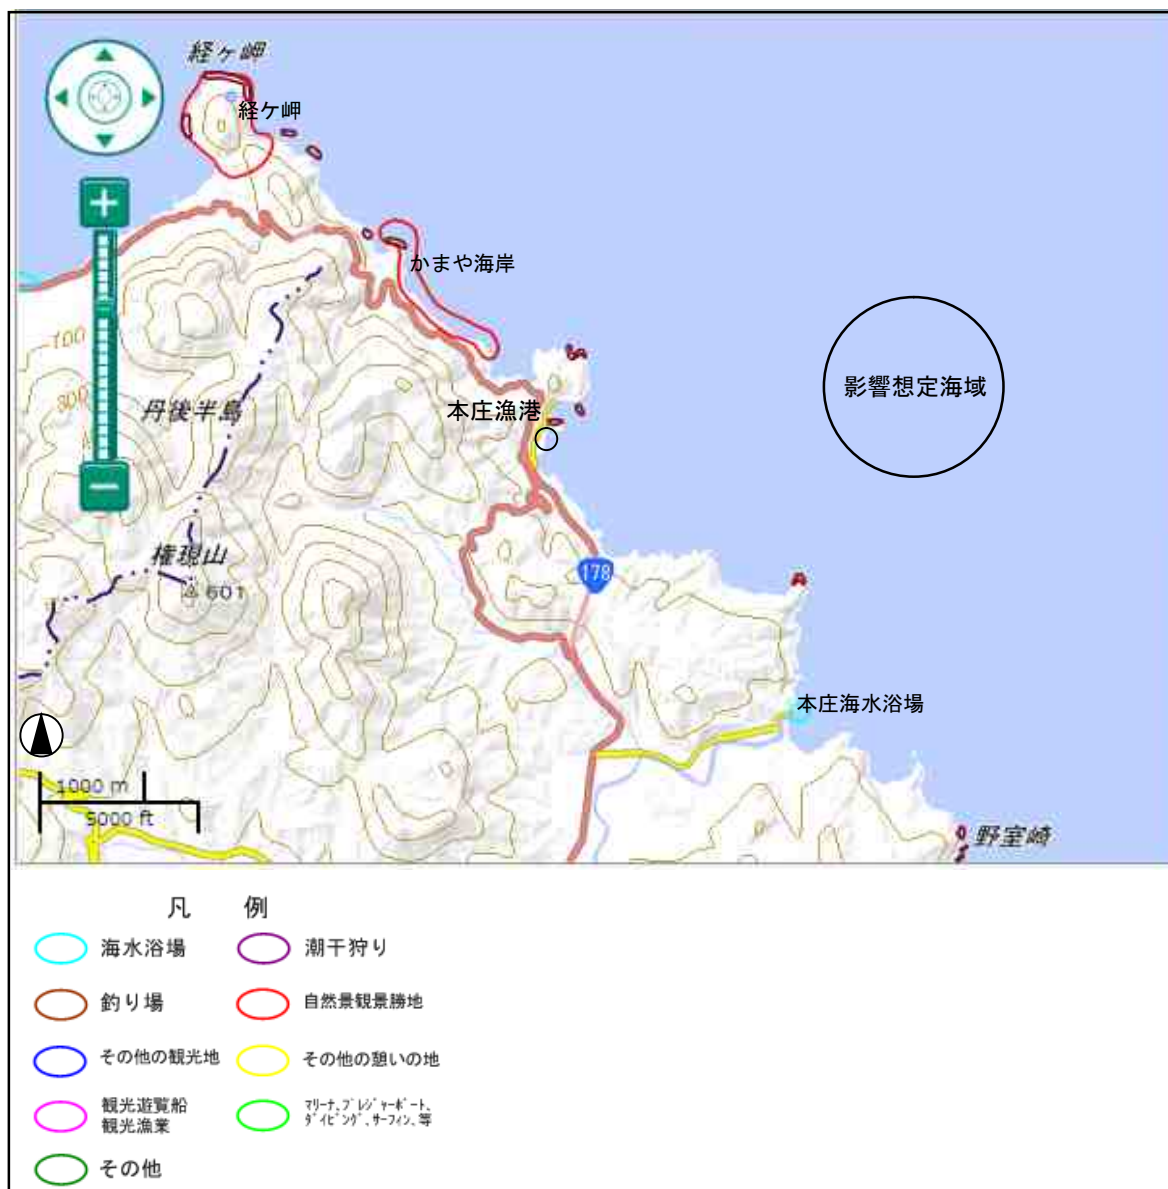 経ヶ岬
経ケ岬
かまや海岸
影響想定海域
100
300
丹後半島
本庄漁港
権現山
601
178
本庄海水浴場
1000 m
5000 ft
野室崎
凡 例
海水浴場
潮干狩り
釣り場
自然景観景勝地
その他の観光地
その他の憩いの地
観光遊覧船
観光漁業
マリーナ、プレジャーボート、
ダイビング、サーフィン、等
その他